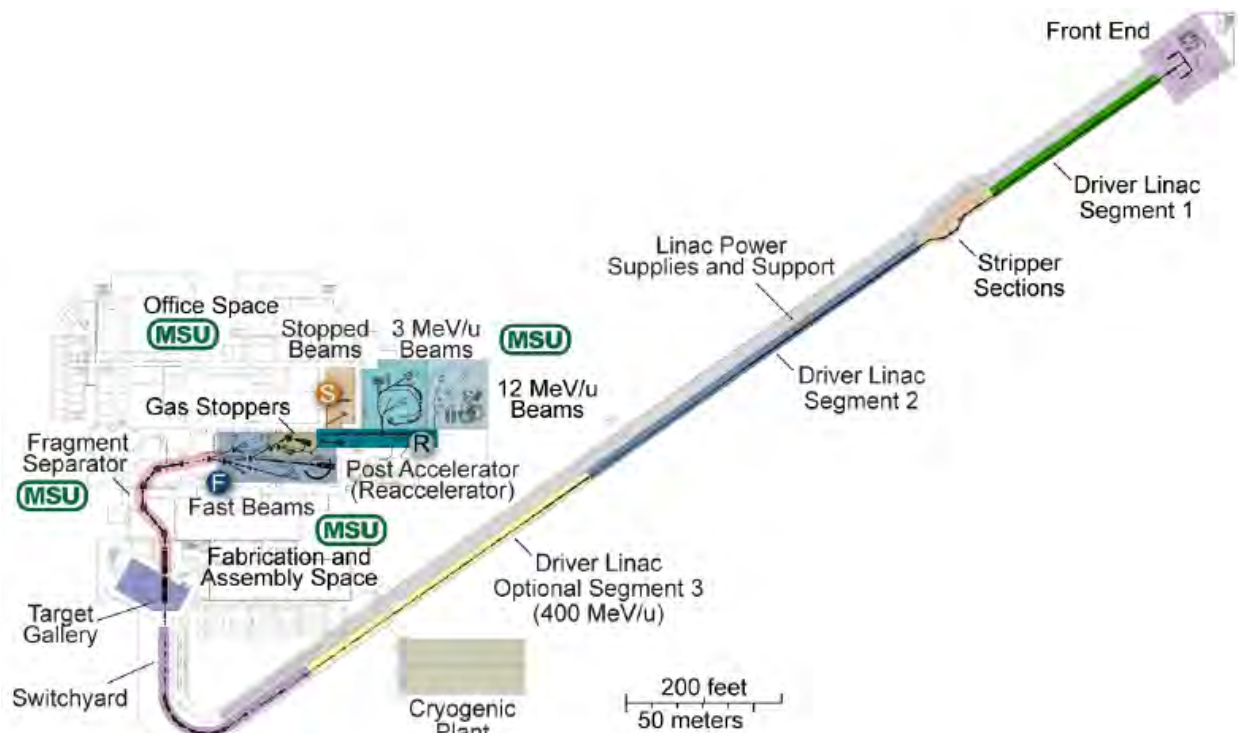 Front End
Driver Linac
Segment 1
Linac Power
Supplies and Support
Stripper
Sections
Office Space
MSU
Stopped
Beams
3 MeV/u
Beams
MSU
S
12 MeV/u
Beams
Driver Linac
Segment 2
Gas Stoppers
Fragment
Separator
MSU
R
Post Accelerator
(Reaccelerator)
F
Fast Beams
MSU
Fabrication and
Assembly Space
Driver Linac
Optional Segment 3
(400 MeV/u)
Target
Gallery
Switchyard
Cryogenic
Plant
200 feet
50 meters